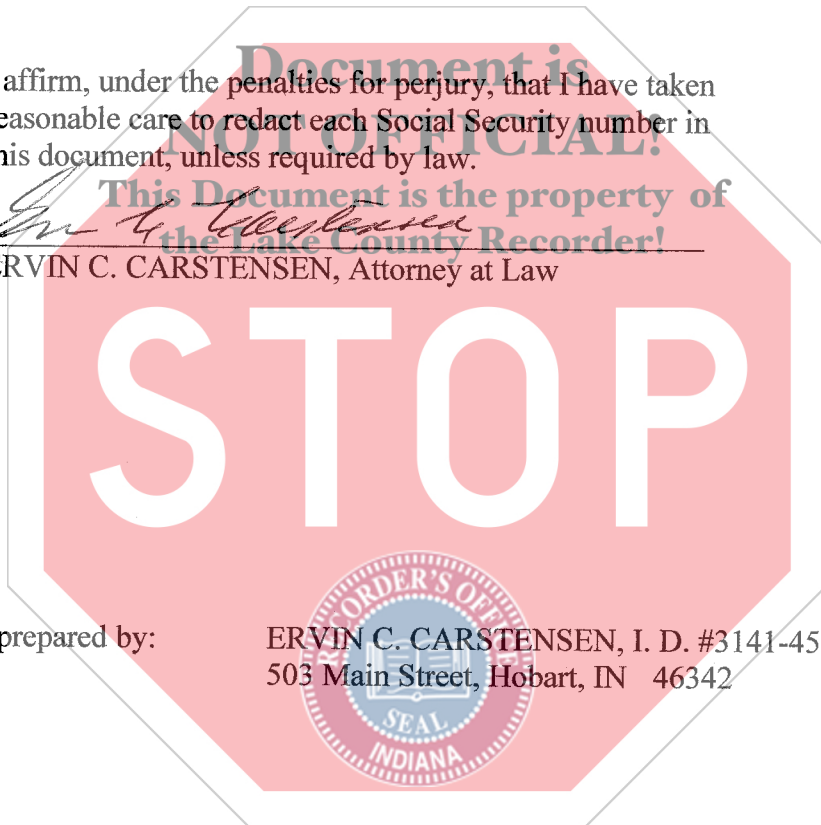 Document is
affirm, under the penalties for perjury, that I have taken
easonable care to redact each Social Security number in
NOT OFFICIAL!
his document, unless required by law.
This Document is the property of
the Lake County Recorder!
ERVIN C. CARSTENSEN, Attorney at Law
STOP
RECORDER'S OFFICE
prepared by: ERVIN C. CARSTENSEN, I. D. #3141-45
503 Main Street, Hobart, IN 46342
SEAL
INDIANA